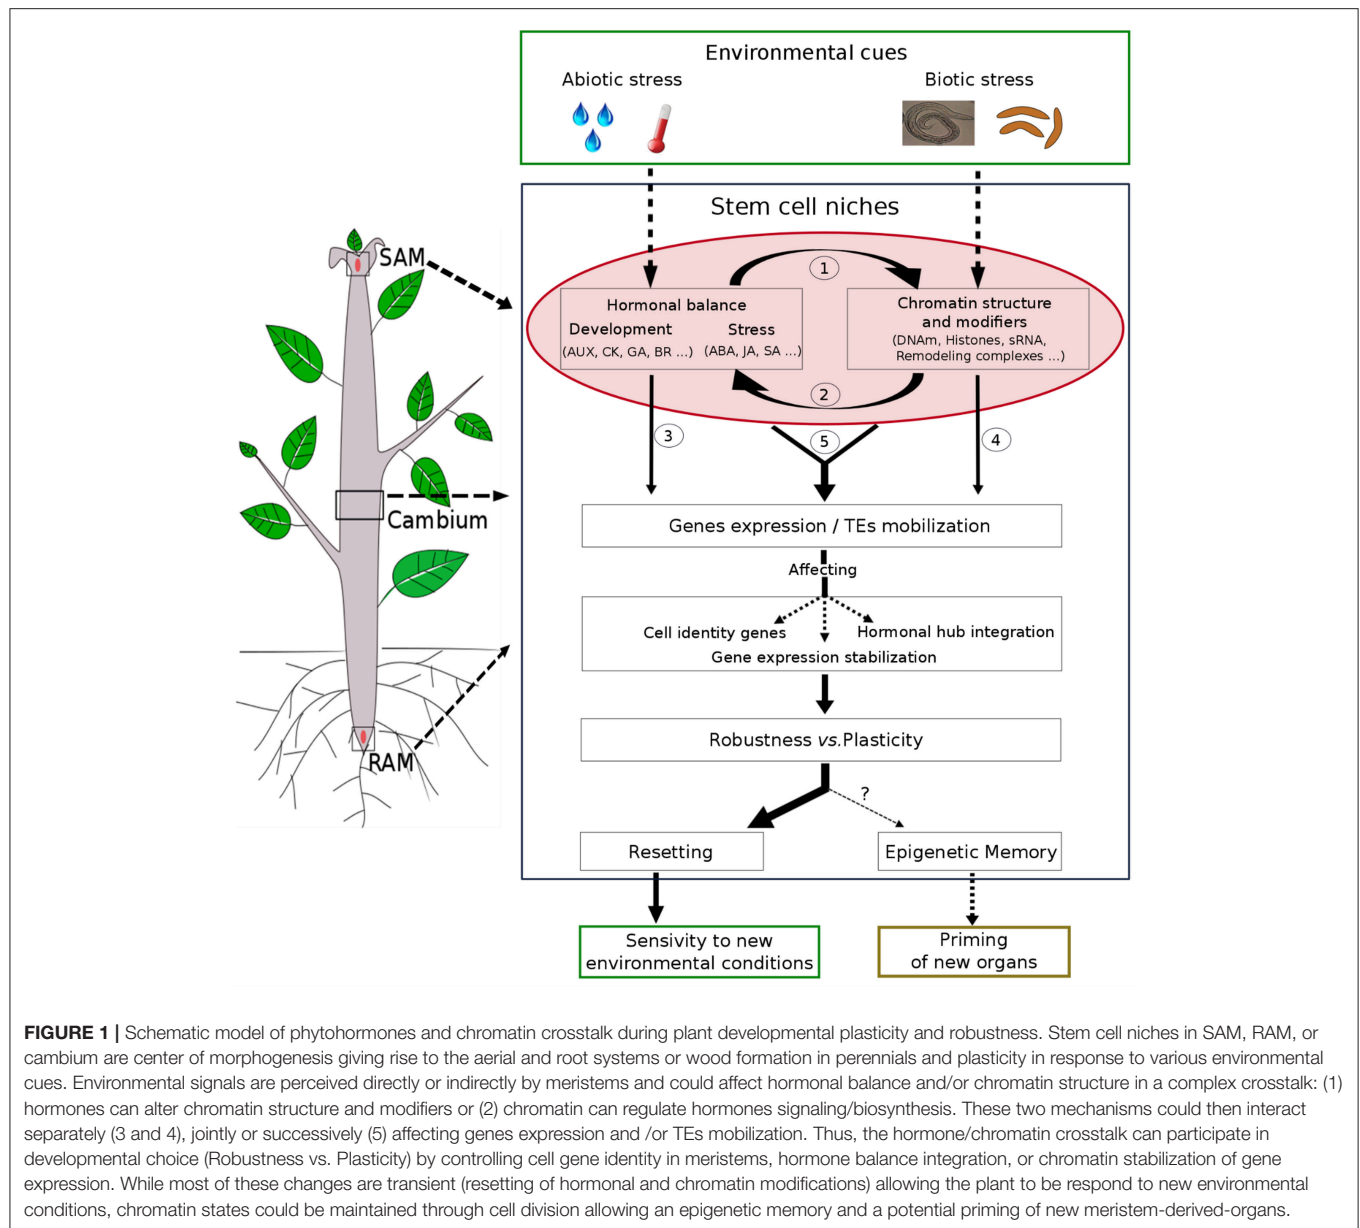 Environmental cues
Abiotic stress
Biotic stress
Stem cell niches
SAM
1
Hormonal balance
Development
Stress
(AUX, CK, GA, BR ...)
(ABA, JA, SA ...)
Chromatin structure
and modifiers
(DNAm, Histones, sRNA,
Remodeling complexes ...)
2
3
5
4
Cambium
Genes expression / TEs mobilization
Affecting
Cell identity genes
Hormonal hub integration
Gene expression stabilization
RAM
Robustness vs.Plasticity
?
Resetting
Epigenetic Memory
Sensivity to new
environmental conditions
Priming
of new organs
FIGURE 1 | Schematic model of phytohormones and chromatin crosstalk during plant developmental plasticity and robustness. Stem cell niches in SAM, RAM, or
cambium are center of morphogenesis giving rise to the aerial and root systems or wood formation in perennials and plasticity in response to various environmental
cues. Environmental signals are perceived directly or indirectly by meristems and could affect hormonal balance and/or chromatin structure in a complex crosstalk: (1)
hormones can alter chromatin structure and modifiers or (2) chromatin can regulate hormones signaling/biosynthesis. These two mechanisms could then interact
separately (3 and 4), jointly or successively (5) affecting genes expression and /or TEs mobilization. Thus, the hormone/chromatin crosstalk can participate in
developmental choice (Robustness vs. Plasticity) by controlling cell gene identity in meristems, hormone balance integration, or chromatin stabilization of gene
expression. While most of these changes are transient (resetting of hormonal and chromatin modifications) allowing the plant to be respond to new environmental
conditions, chromatin states could be maintained through cell division allowing an epigenetic memory and a potential priming of new meristem-derived-organs.